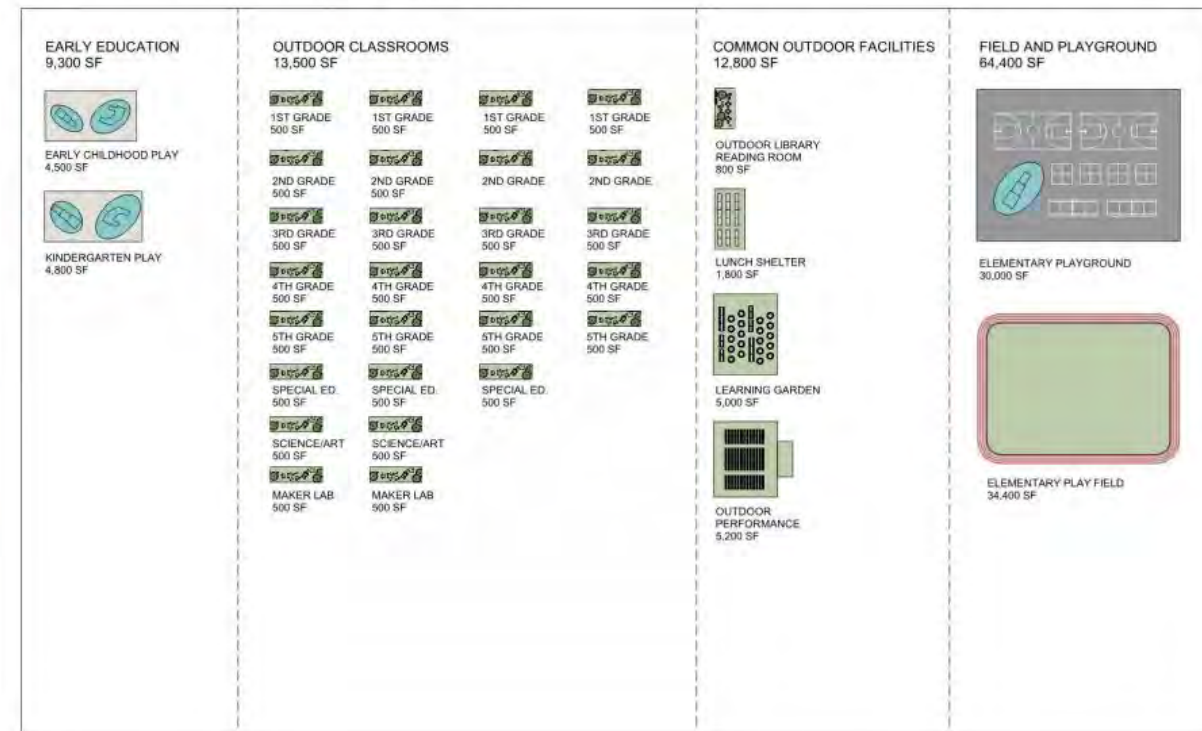 EARLY EDUCATION
9,300 SF
EARLY CHILDHOOD PLAY
4,500 SF
KINDERGARTEN PLAY
4,800 SF
OUTDOOR CLASSROOMS
13,500 SF
1ST GRADE
500 SF
1ST GRADE
500 SF
1ST GRADE
500 SF
1ST GRADE
500 SF
2ND GRADE
500 SF
2ND GRADE
500 SF
2ND GRADE
2ND GRADE
3RD GRADE
500 SF
3RD GRADE
500 SF
3RD GRADE
500 SF
3RD GRADE
500 SF
4TH GRADE
500 SF
4TH GRADE
500 SF
4TH GRADE
500 SF
4TH GRADE
500 SF
5TH GRADE
500 SF
5TH GRADE
500 SF
5TH GRADE
500 SF
5TH GRADE
500 SF
SPECIAL ED.
500 SF
SPECIAL ED.
500 SF
SPECIAL ED.
500 SF
SCIENCE/ART
500 SF
SCIENCE/ART
500 SF
MAKER LAB
500 SF
MAKER LAB
500 SF
COMMON OUTDOOR FACILITIES
12,800 SF
OUTDOOR LIBRARY
READING ROOM
800 SF
LUNCH SHELTER
1,800 SF
LEARNING GARDEN
5,000 SF
OUTDOOR
PERFORMANCE
5,200 SF
FIELD AND PLAYGROUND
64,400 SF
ELEMENTARY PLAYGROUND
30,000 SF
ELEMENTARY PLAY FIELD
34,400 SF